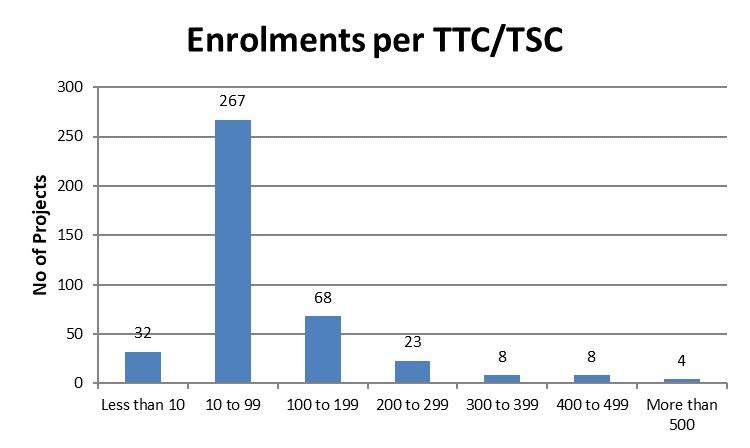 Enrolments per TTC/TSC
No of Projects
300
250
200
150
100
50
0
32
267
68
23
8
8
4
Less than 10
10 to 99
100 to 199
200 to 299
300 to 399
400 to 499
More than
500